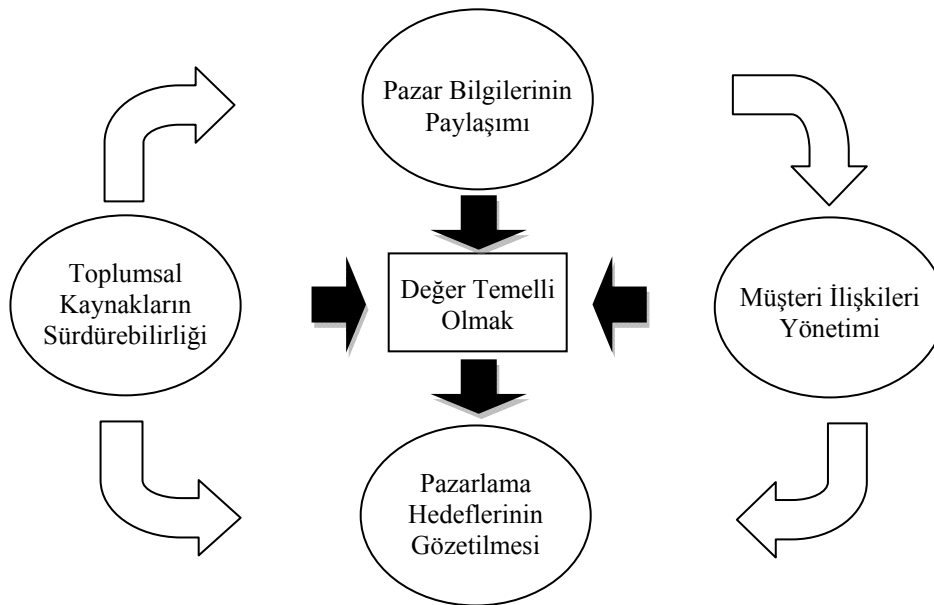 Pazar Bilgilerinin
Paylaşımı
Toplumsal
Kaynakların
Sürdürebilirliği
Değer Temelli
Olmak
Müşteri İlişkileri
Yönetimi
Pazarlama
Hedeflerinin
Gözetilmesi